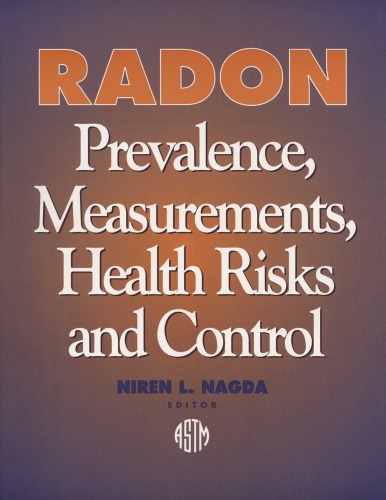 RADON
Prevalence,
Measurements,
Health Risks
and Control
NIREN L. NAGDA
EDITOR
ASTM